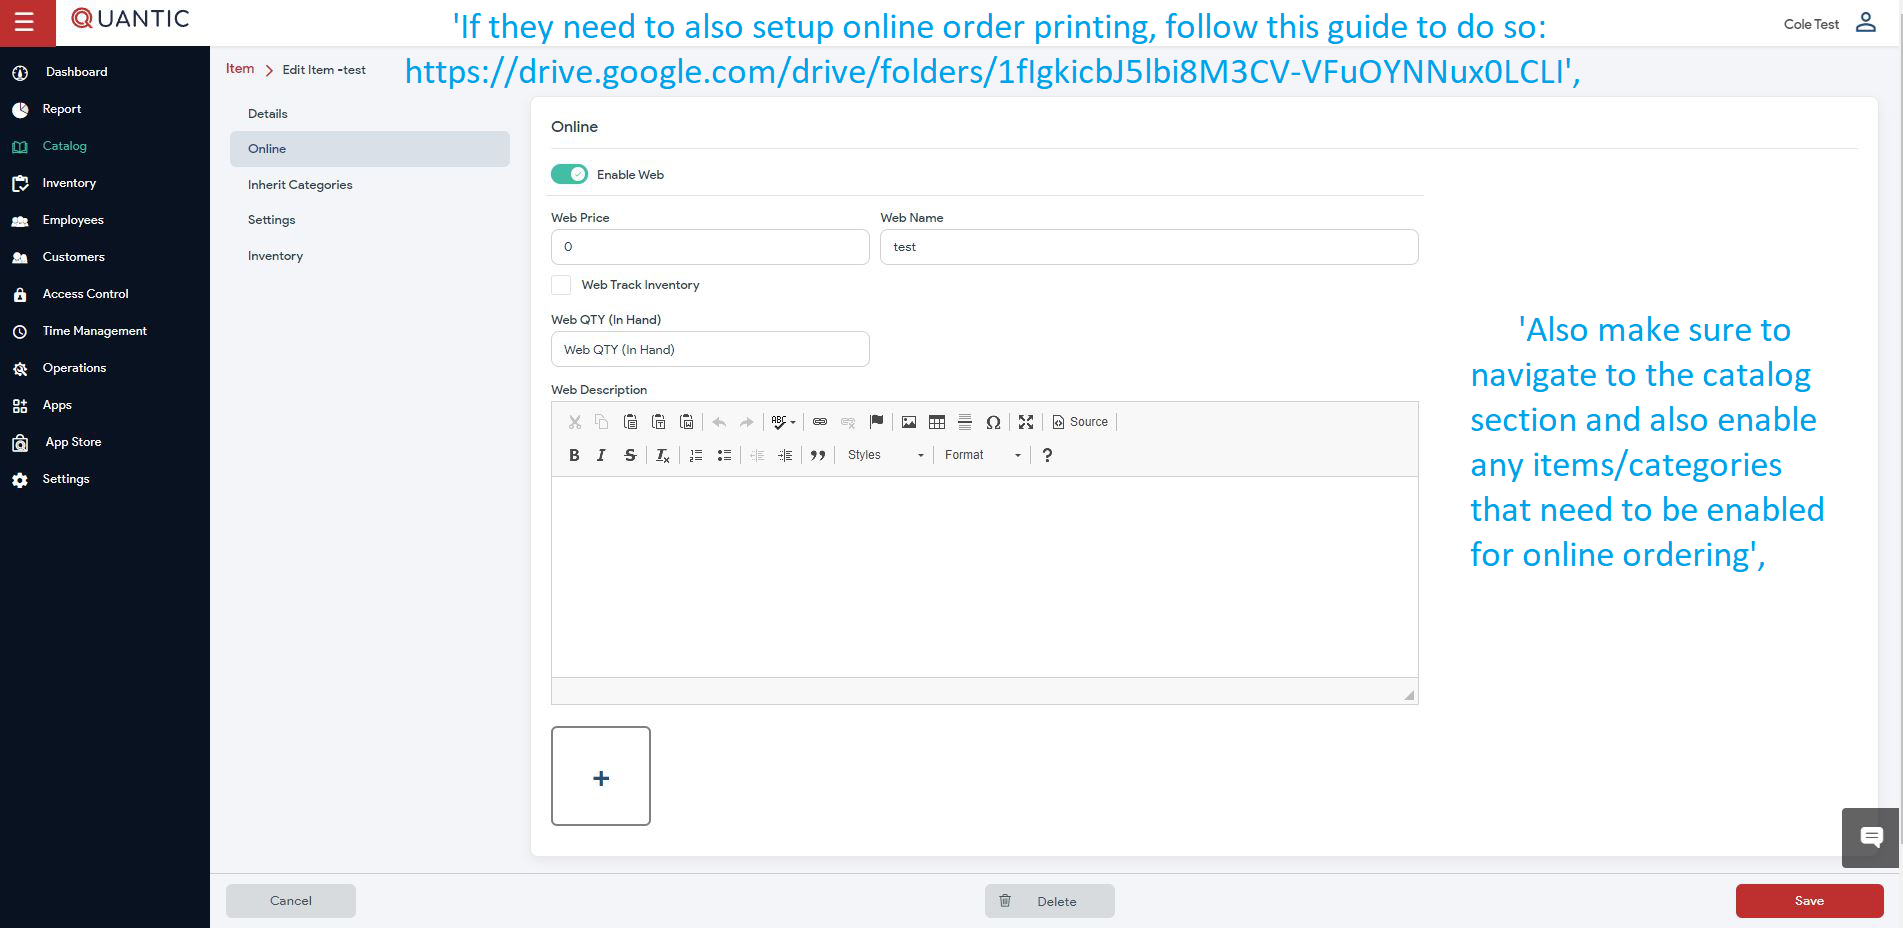 QUANTIC
'If they need to also setup online order printing, follow this guide to do so:
https://drive.google.com/drive/folders/1fIgkicbJ5lbi8M3CV-VFuOYNNux0LCLI',
Cole Test
Dashboard
Report
Catalog
Inventory
Employees
Customers
Access Control
Time Management
Operations
Apps
App Store
Settings
Item > Edit Item -test
Details
Online
Inherit Categories
Settings
Inventory
Online
Enable Web
Web Price
Web Name
0
test
Web Track Inventory
Web QTY (In Hand)
Web QTY (In Hand)
Web Description
ABC
Source
B I S Tx
Styles
Format
?
'Also make sure to
navigate to the catalog
section and also enable
any items/categories
that need to be enabled
for online ordering',
+
Cancel
Delete
Save